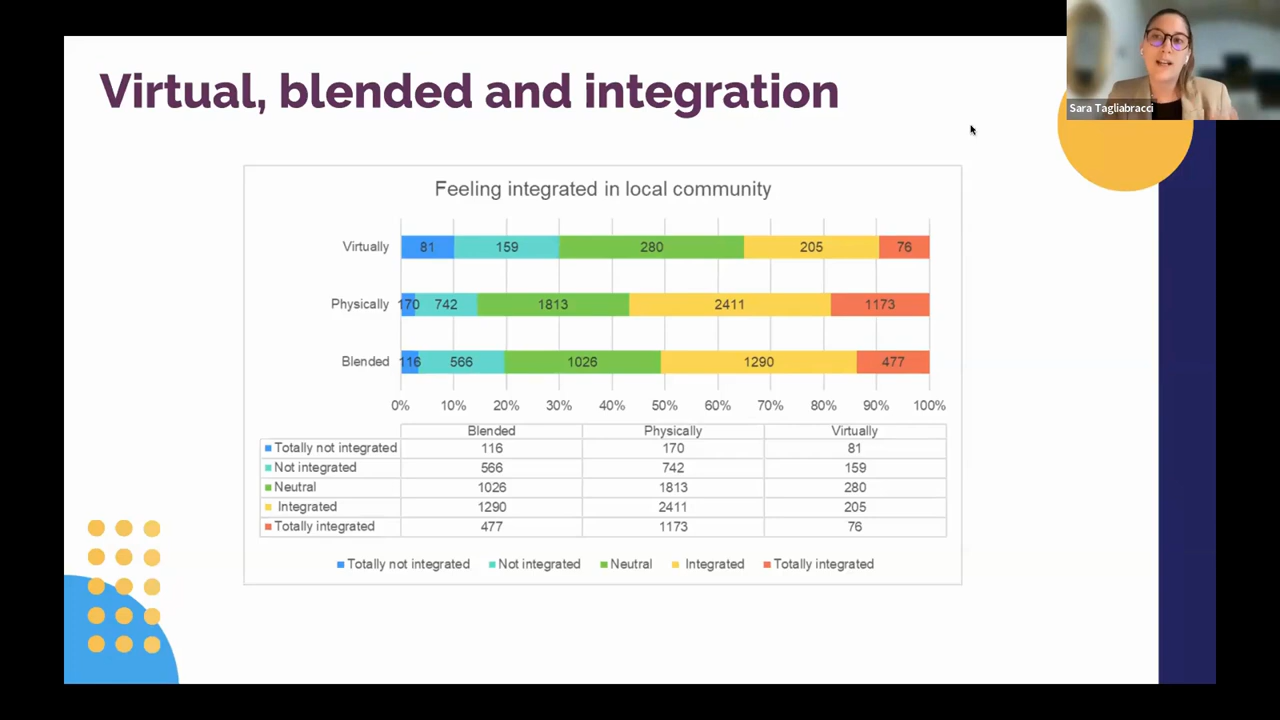 Virtual, blended and integration
Sara Tagliabracci
Feeling integrated in local community
Virtually 81 159 280 205 76
Physically 170 742 1813 2411 1173
Blended 116 566 1026 1290 477
0% 10% 20% 30% 40% 50% 60% 70% 80% 90% 100%
Blended Physically Virtually
Totally not integrated 116 170 81
Not integrated 566 742 159
Neutral 1026 1813 280
Integrated 1290 2411 205
Totally integrated 477 1173 76
Totally not integrated Not integrated Neutral Integrated Totally integrated